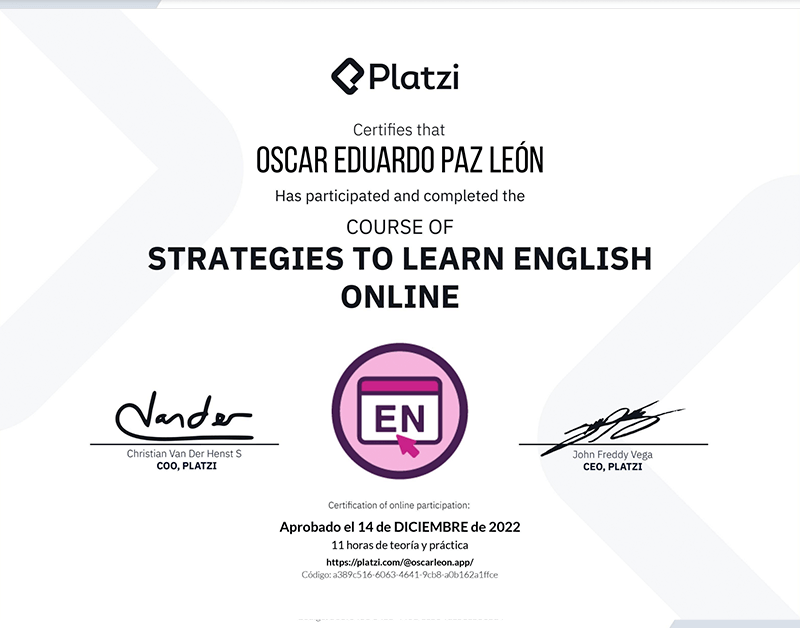 Platzi
Certifies that
OSCAR EDUARDO PAZ LEÓN
Has participated and completed the
COURSE OF
STRATEGIES TO LEARN ENGLISH
ONLINE
Vander
EN
Christian Van Der Henst S
COO, PLATZI
John Freddy Vega
CEO, PLATZI
Certification of online participation:
Aprobado el 14 de DICIEMBRE de 2022
11 horas de teoría y práctica
https://platzi.com/@oscarleon.app/
Código: a389c516-6063-4641-9cb8-a0b162a1ffce